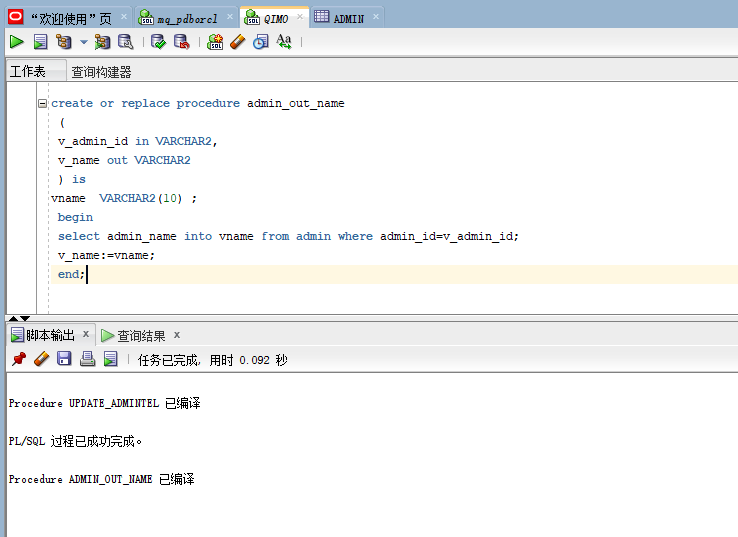 “欢迎使用”页 mq_pdborcl QIMO ADMIN
工作表 查询构建器
create or replace procedure admin_out_name
(
v_admin_id in VARCHAR2,
v_name out VARCHAR2
) is
vname VARCHAR2(10) ;
begin
select admin_name into vname from admin where admin_id=v_admin_id;
v_name:=vname;
end;
脚本输出 x 查询结果 x
任务已完成, 用时 0.092 秒
Procedure UPDATE_ADMINTEL 已编译
PL/SQL 过程已成功完成。
Procedure ADMIN_OUT_NAME 已编译